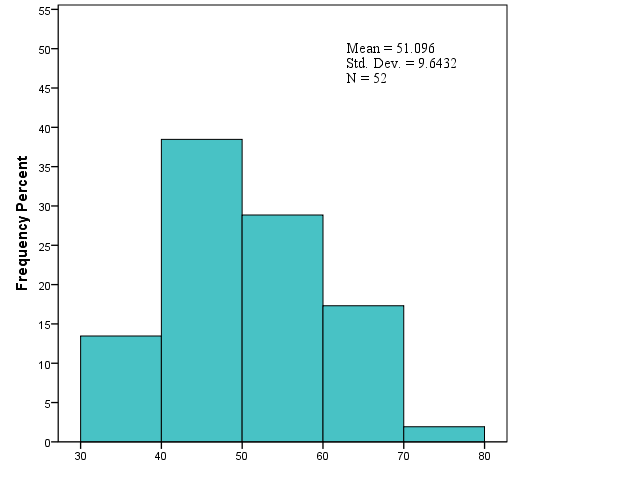 55
50
45
40
35
30
25
20
15
10
5
0
Frequency Percent
Mean = 51.096
Std. Dev. = 9.6432
N = 52
30 40 50 60 70 80